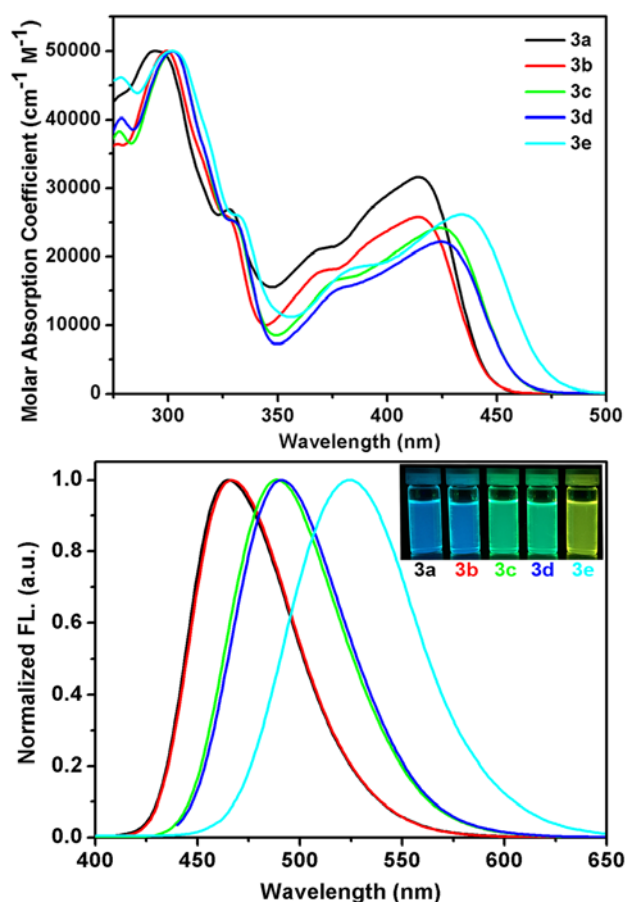 Molar Absorption Coefficient (cm⁻¹ M⁻¹)
50000
40000
30000
20000
10000
0
3a
3b
3c
3d
3e
300 350 400 450 500
Wavelength (nm)
Normalized FL. (a.u.)
1.0
0.8
0.6
0.4
0.2
0.0
3a 3b 3c 3d 3e
400 450 500 550 600 650
Wavelength (nm)